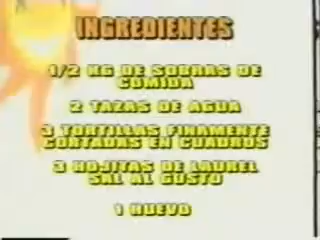 INGREDIENTES
1/2 KG DE SOBRAS DE
COMIDA
2 TAZAS DE AGUA
3 TORTILLAS FINAMENTE
CORTADAS EN CUADROS
3 HOJITAS DE LAUREL
SAL AL GUSTO
1 HUEVO